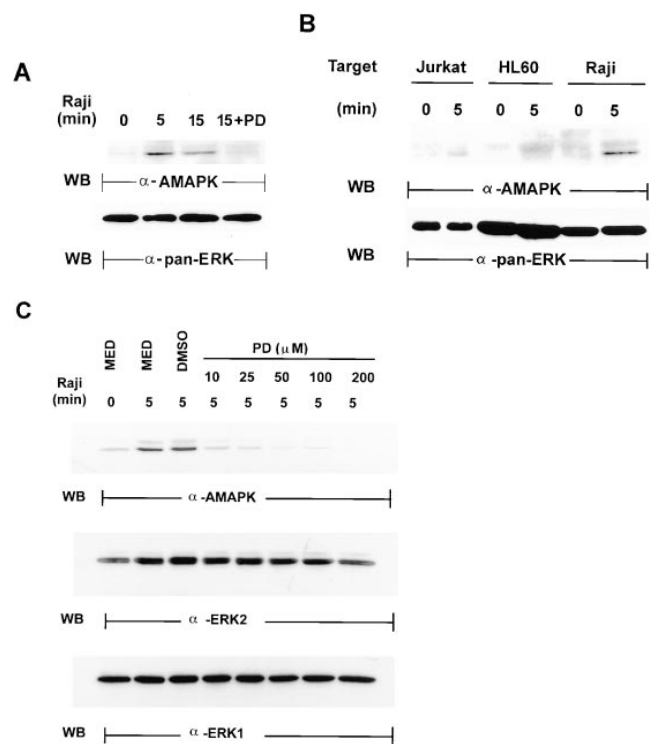 A
Raji
(min)
0 5 15 15+PD
WB α-AMAPK
WB α-pan-ERK
B
Target Jurkat HL60 Raji
(min) 0 5 0 5 0 5
WB α-AMAPK
WB α-pan-ERK
C
MED MED DMSO PD (μM)
10 25 50 100 200
Raji
(min)
0 5 5 5 5 5 5 5
WB α-AMAPK
WB α-ERK2
WB α-ERK1